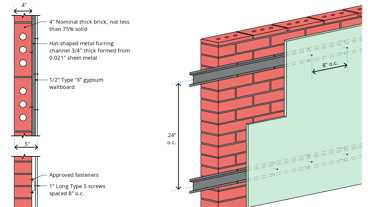 4"
4" Nominal thick brick, not less
than 75% solid
Hat-shaped metal furring
channel 3/4" thick formed from
0.021" sheet metal
1/2" Type "X" gypsum
wallboard
5"
Approved fasteners
1" Long Type S screws
spaced 8" o.c.
8" o.c.
24"
o.c.